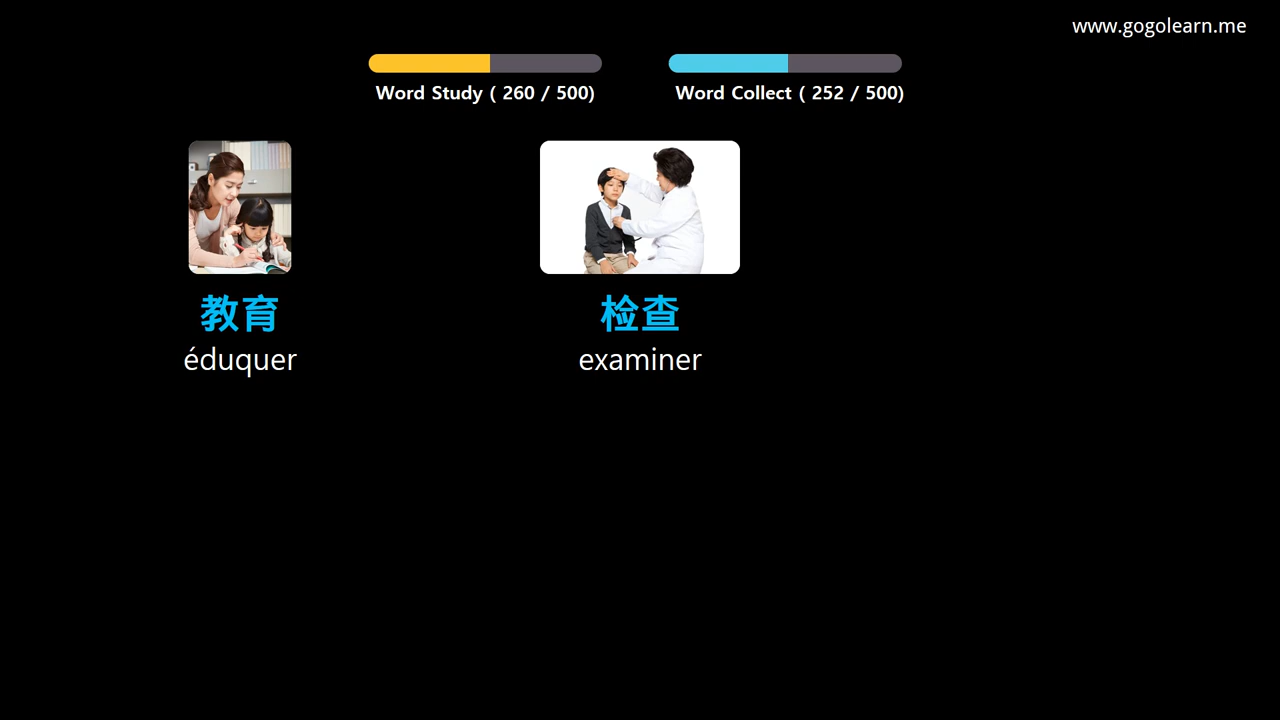 www.gogolearn.me
Word Study ( 260 / 500)
Word Collect ( 252 / 500)
教育
éduquer
检查
examiner